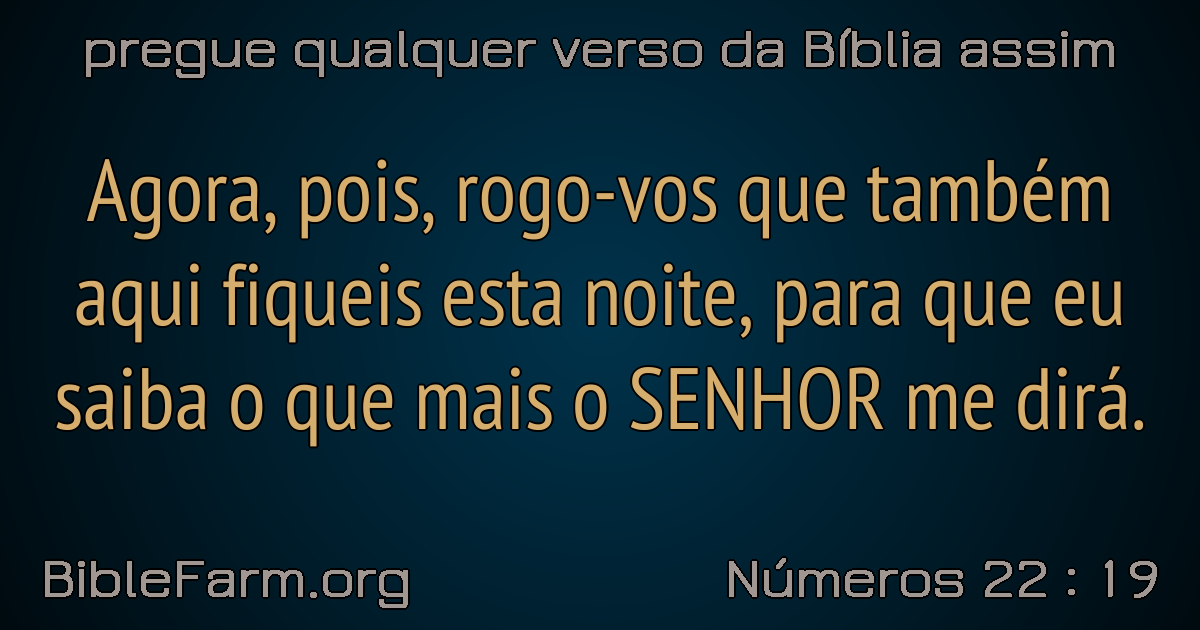 pregue qualquer verso da Bíblia assim
Agora, pois, rogo-vos que também
aqui fiqueis esta noite, para que eu
saiba o que mais o SENHOR me dirá.
BibleFarm.org
Números 22 : 19